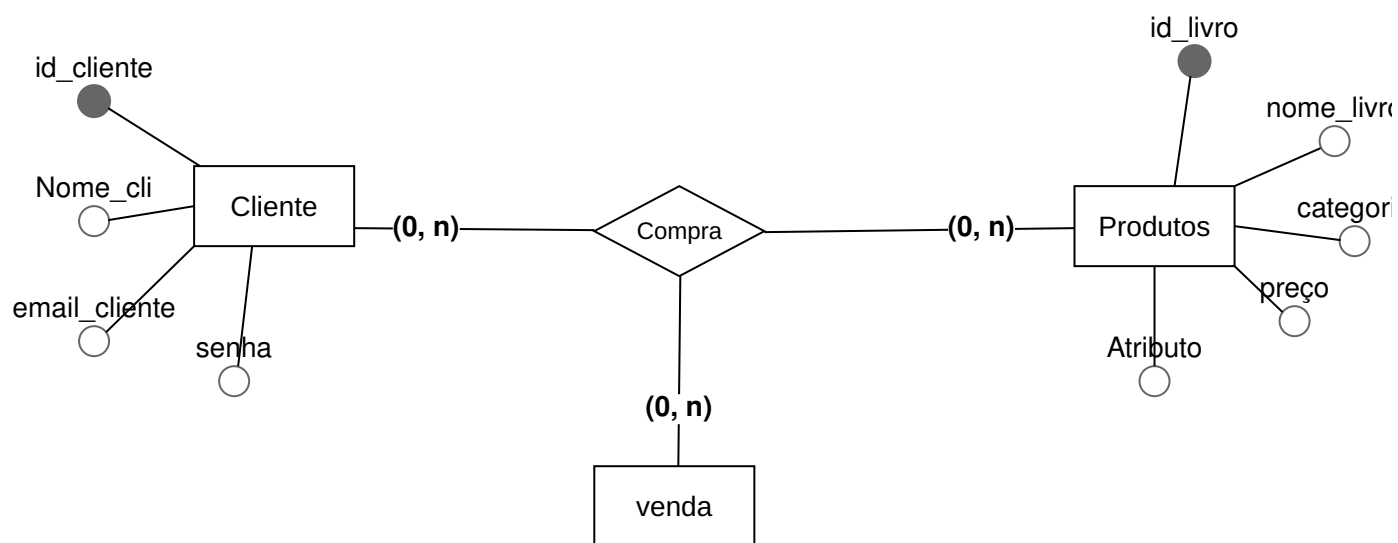 id_livro
id_cliente
nome_livro
Nome_cli
Cliente
(0, n)
Compra
(0, n)
Produtos
categori
email_cliente
senha
preço
Atributo
(0, n)
venda